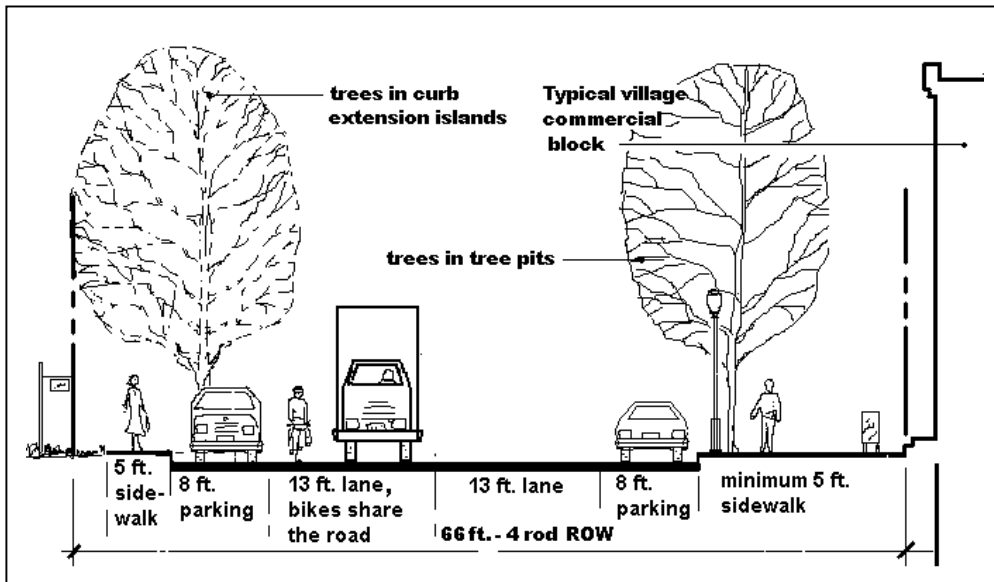 trees in curb
extension islands
Typical village
commercial
block
trees in tree pits
5 ft.
side-
walk
8 ft.
parking
13 ft. lane,
bikes share
the road
13 ft. lane
8 ft.
parking
minimum 5 ft.
sidewalk
66 ft. - 4 rod ROW